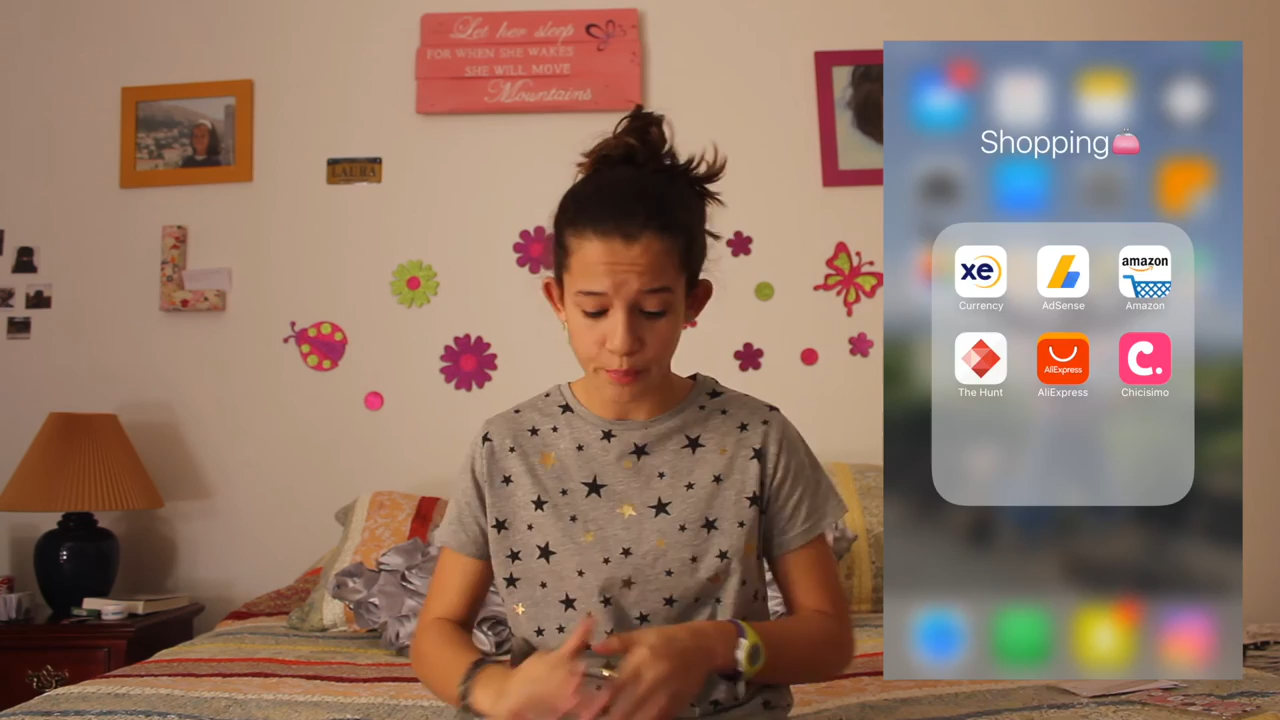 Let her sleep
FOR WHEN SHE WAKES
SHE WILL MOVE
Mountains
LAURA
L
Shopping👛
xe
Currency
AdSense
amazon
Amazon
The Hunt
AliExpress
AliExpress
C.
Chicisimo